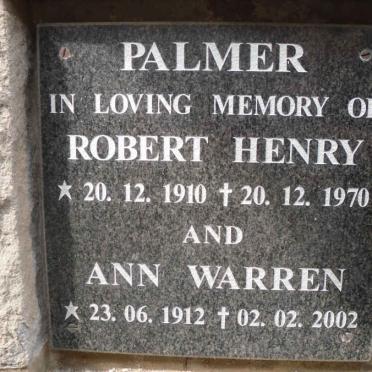 PALMER
IN LOVING MEMORY OF
ROBERT HENRY
★ 20. 12. 1910 ✝ 20. 12. 1970
AND
ANN WARREN
★ 23. 06. 1912 ✝ 02. 02. 2002